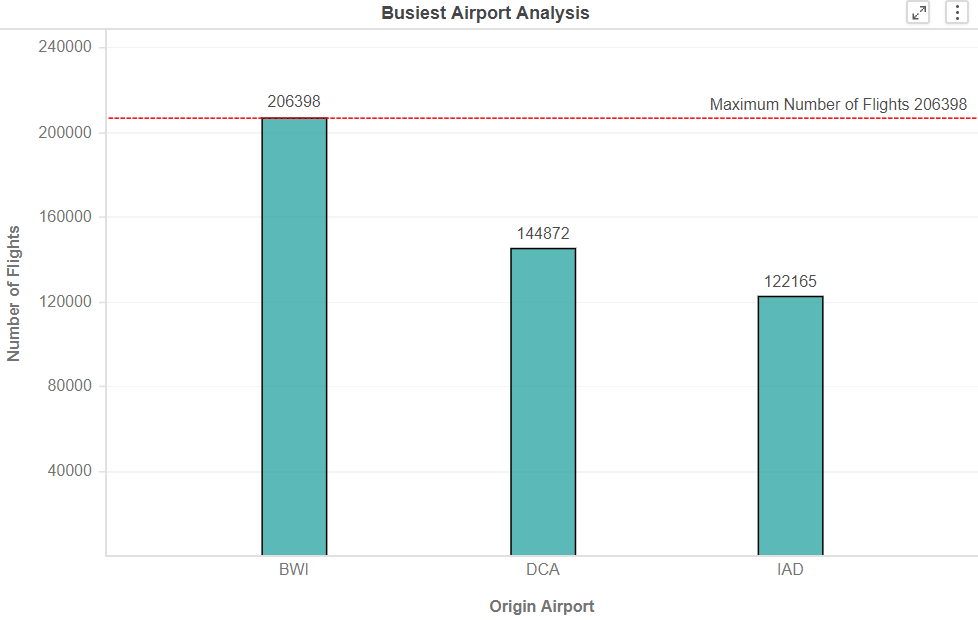 Busiest Airport Analysis
240000
200000
160000
120000
80000
40000
Number of Flights
206398
Maximum Number of Flights 206398
144872
122165
BWI
DCA
IAD
Origin Airport